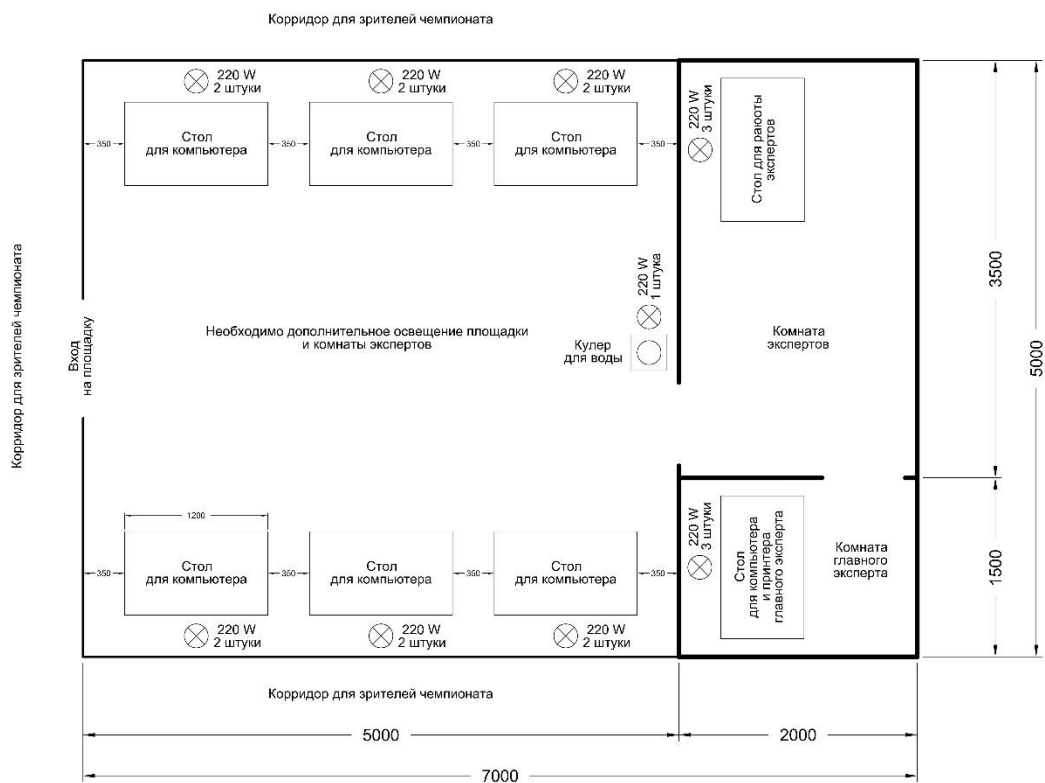 Корридор для зрителей чемпионата
220 W
2 штуки
220 W
2 штуки
220 W
2 штуки
Стол
для компьютера
Стол
для компьютера
Стол
для компьютера
350
350
350
350
220 W
3 штуки
Стол для раюоты
экспертов
Корридор для зрителей чемпионата
Вход
на площадку
Необходимо дополнительное освещение площадки
и комнаты экспертов
220 W
1 штука
Кулер
для воды
Комната
экспертов
3500
5000
1200
Стол
для компьютера
Стол
для компьютера
Стол
для компьютера
350
350
350
350
220 W
2 штуки
220 W
2 штуки
220 W
2 штуки
220 W
3 штуки
Стол
для компьютера
и принтера
главного эксперта
Комната
главного
эксперта
1500
Корридор для зрителей чемпионата
5000
2000
7000